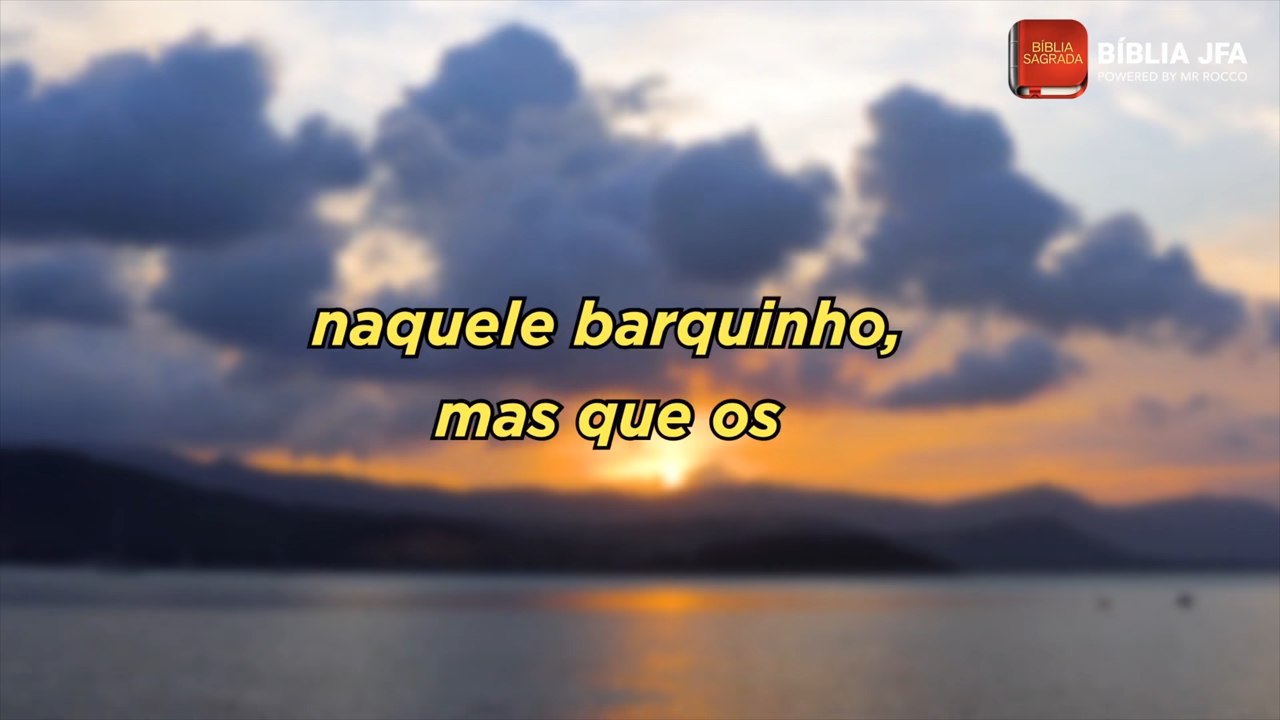 BÍBLIA
SAGRADA
BÍBLIA JFA
POWERED BY MR ROCCO
naquele barquinho,
mas que os